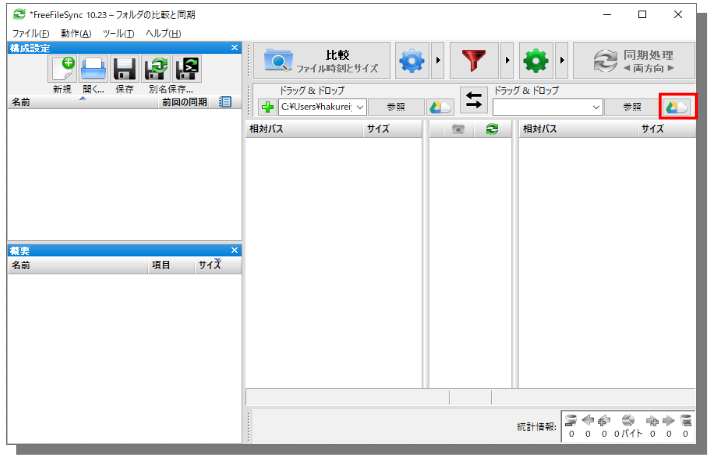 *FreeFileSync 10.23 – フォルダの比較と同期
ファイル(F) 動作(A) ツール(T) ヘルプ(H)
構成設定
新規 開く... 保存 別名保存...
名前 前回の同期
概要
名前 項目 サイズ
比較
ファイル時刻とサイズ
同期処理
◄ 両方向 ►
ドラッグ & ドロップ
C:¥Users¥hakurei
参照
ドラッグ & ドロップ
参照
相対パス サイズ
相対パス サイズ
統計情報:
0 0 0 0バイト 0 0 0